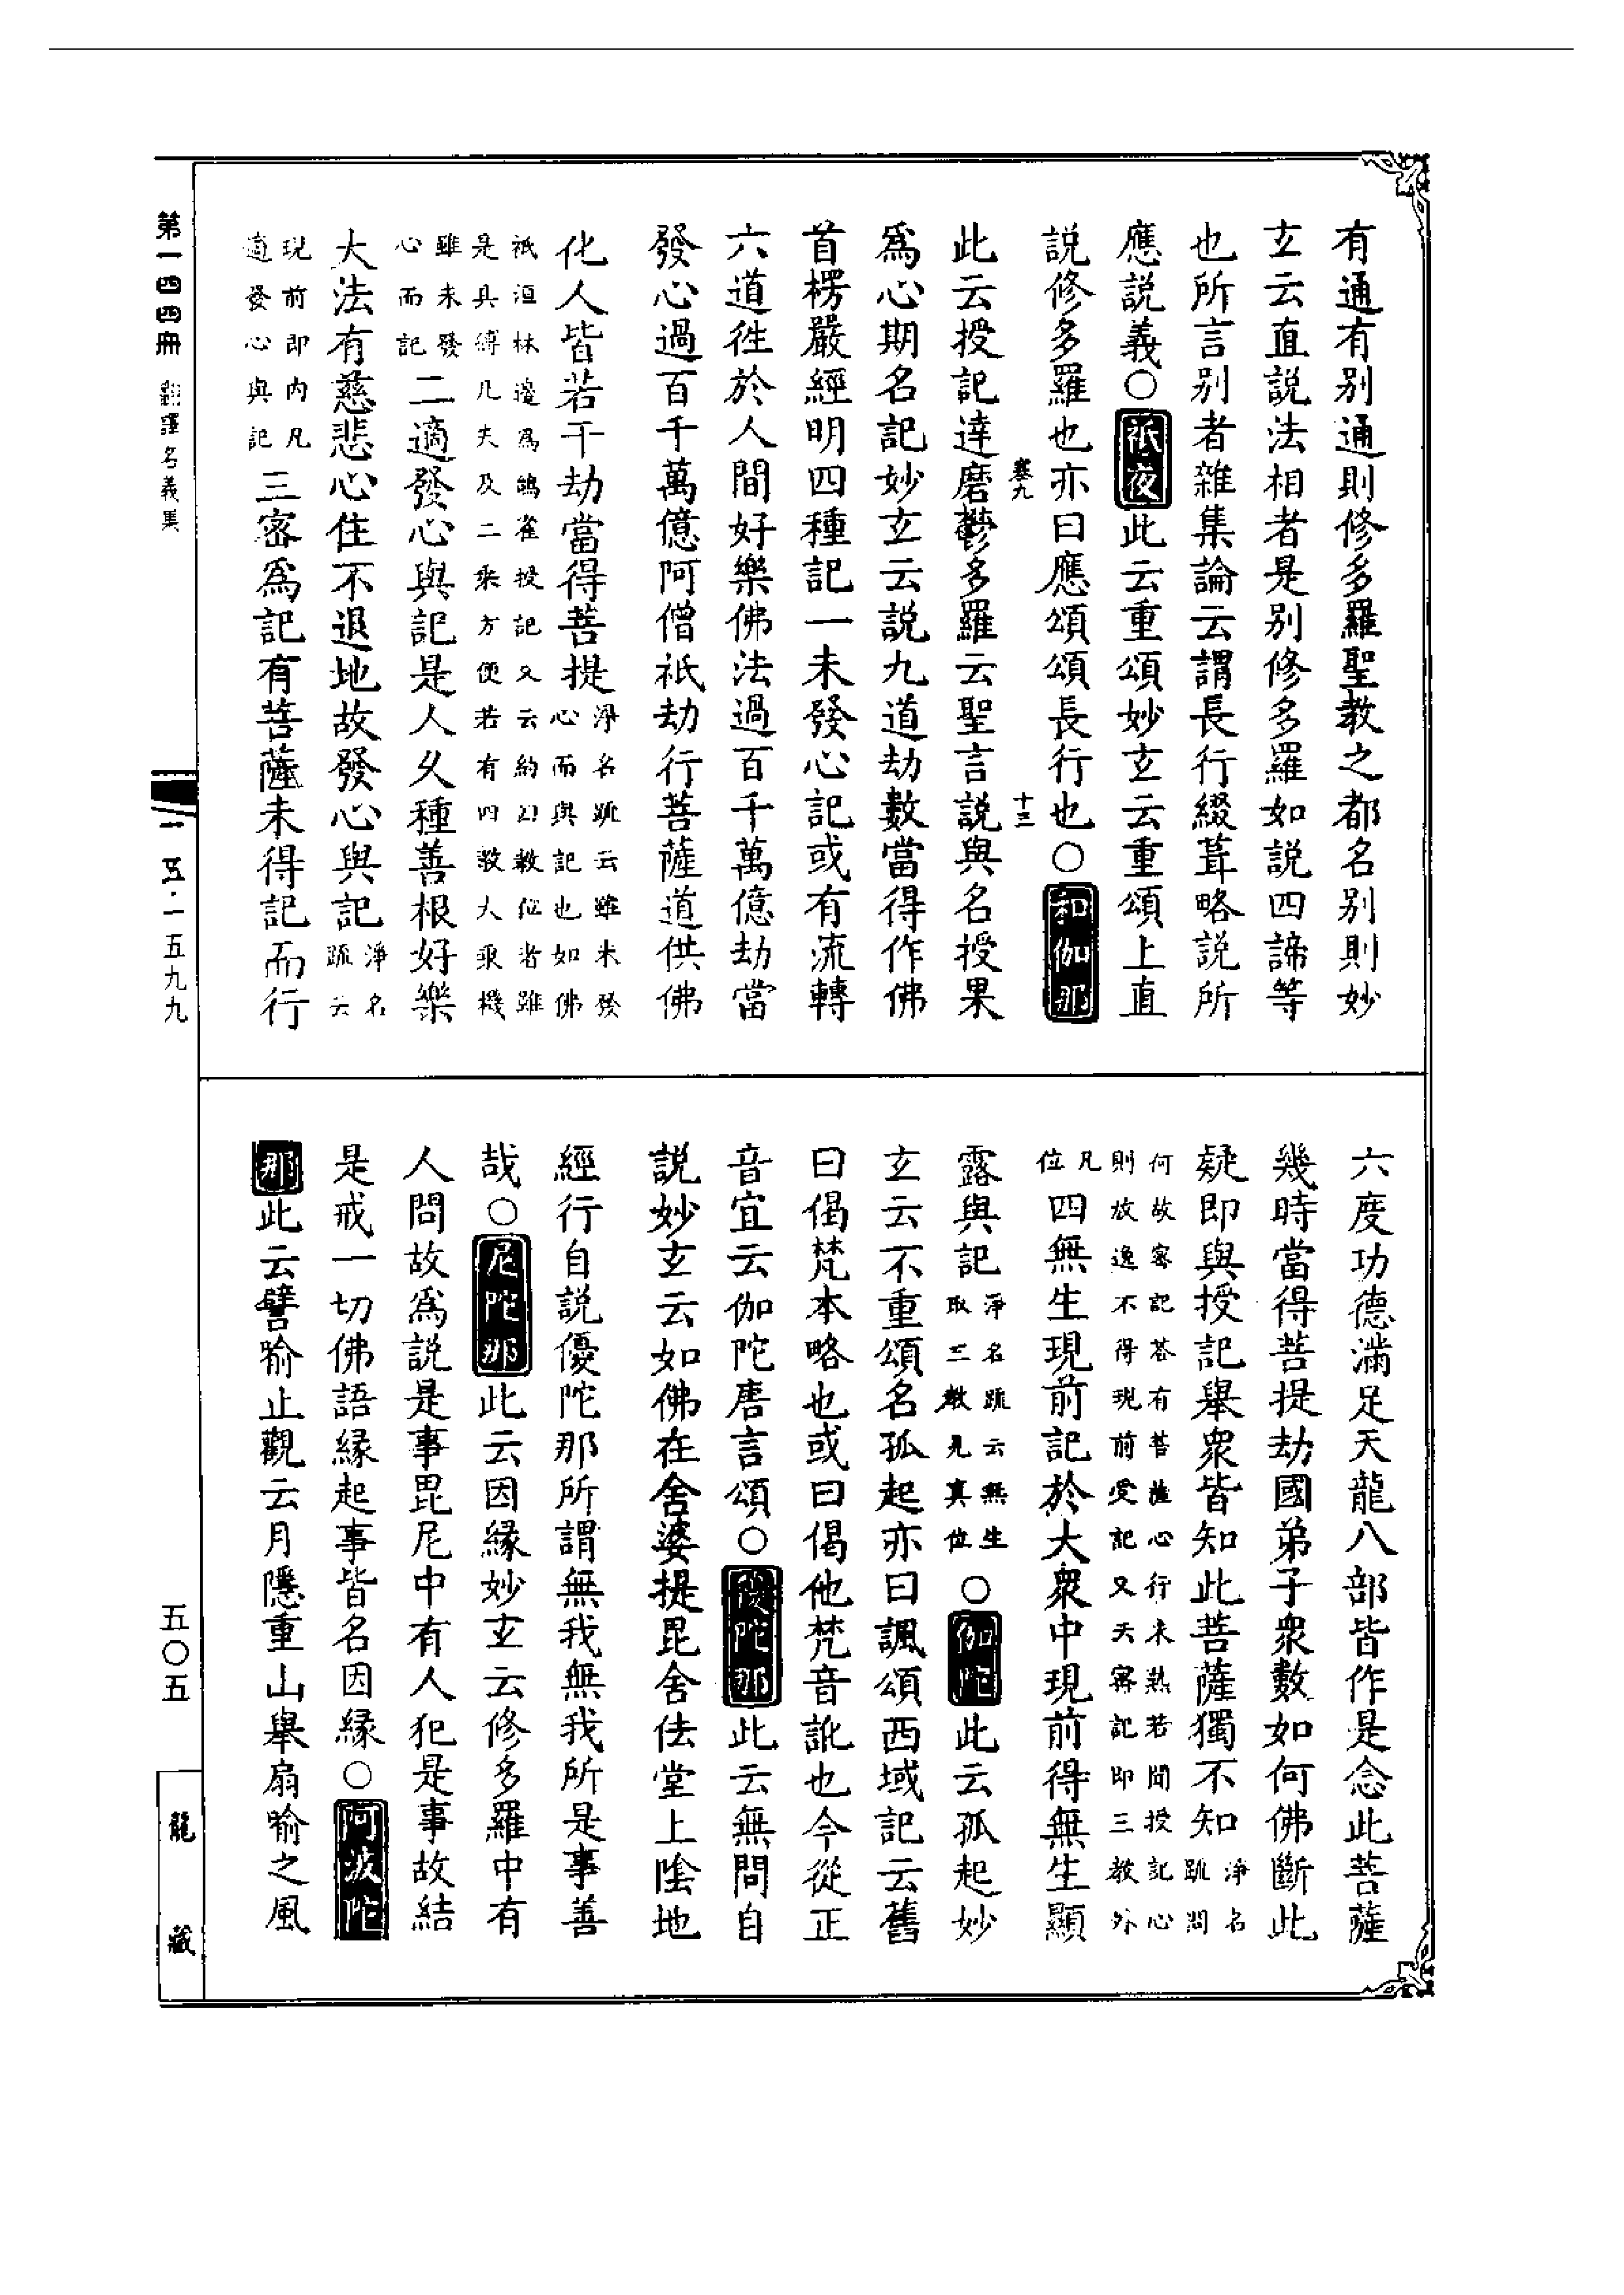 有通有別通則修多羅聖教之都名別則妙
玄云直說法相者是別修多羅如說四諦等
也所言別者雜集論云謂長行綴葺略說所
應說義○祇夜此云重頌妙玄云重頌上直
說修多羅也亦曰應頌頌長行也○和伽那
塞九 十三
此云授記達磨鬱多羅云聖言說與名授果
為心期名記妙玄云說九道劫數當得作佛
首楞嚴經明四種記一未發心記或有流轉
六道徃於人間好樂佛法過百千萬億劫當
發心過百千萬億阿僧祇劫行菩薩道供佛
化人皆若干劫當得菩提淨名疏云雖未發心而與記也如佛
祇洹林邊為鴿雀授記又云約四教位者雖
是具縛凡夫及二乘方便若有四教大乘機
雖未發心而記二適發心與記是人久種善根好樂
大法有慈悲心住不退地故發心與記淨名疏云
現前即內凡適發心與記三密為記有菩薩未得記而行
六度功德滿足天龍八部皆作是念此菩薩
幾時當得菩提劫國弟子眾數如何佛斷此
疑即與授記舉眾皆知此菩薩獨不知淨名疏問
何故密記荅有菩薩心行未熟若聞授記心
則放逸不得現前受記又天密記即三教外
凡位四無生現前記於大眾中現前得無生顯
露與記淨名疏云無生取三教見真位○伽陀此云孤起妙
玄云不重頌名孤起亦曰諷頌西域記云舊
曰偈梵本略也或曰偈他梵音訛也今從正
音宜云伽陀唐言頌○優陀那此云無問自
說妙玄云如佛在舍婆提毘舍佉堂上陰地
經行自說優陀那所謂無我無我所是事善
哉○尼陀那此云因緣妙玄云修多羅中有
人問故為說是事毘尼中有人犯是事故結
是戒一切佛語緣起事皆名因緣○阿波陀
那此云譬喻止觀云月隱重山舉扇喻之風
第一四四冊 翻譯名義集
一五·一五九九
五〇五
龍藏